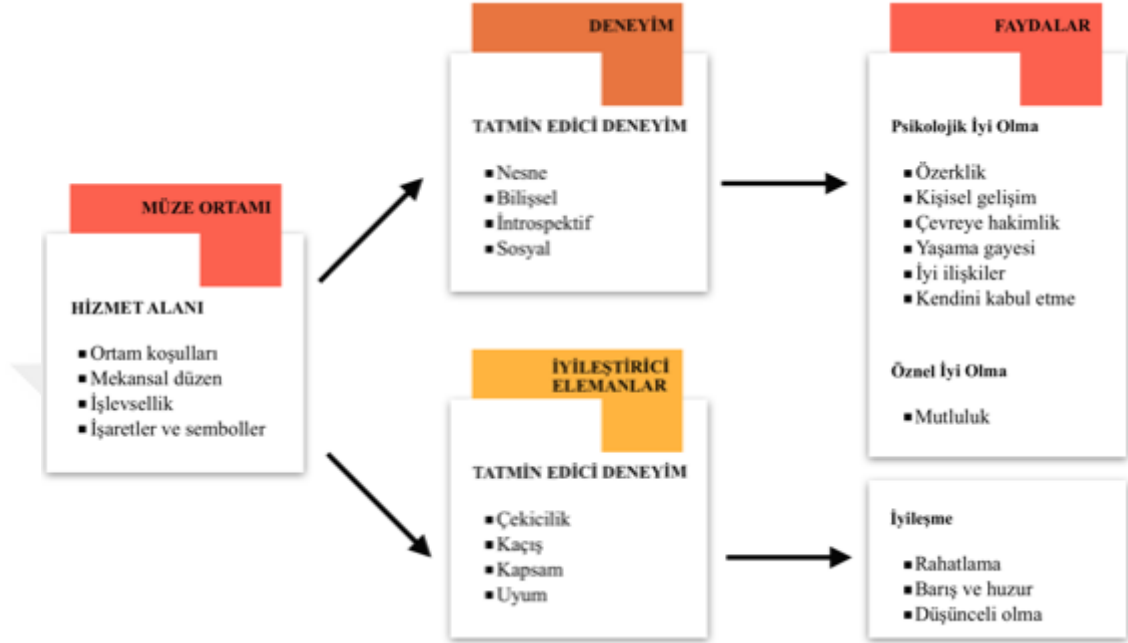 MÜZE ORTAMI
HİZMET ALANI
▪ Ortam koşulları
▪ Mekansal düzen
▪ İşlevsellik
▪ İşaretler ve semboller
DENEYİM
TATMİN EDİCİ DENEYİM
▪ Nesne
▪ Bilişsel
▪ İntrospektif
▪ Sosyal
İYİLEŞTİRİCİ
ELEMANLAR
TATMİN EDİCİ DENEYİM
▪ Çekicilik
▪ Kaçış
▪ Kapsam
▪ Uyum
FAYDALAR
Psikolojik İyi Olma
▪ Özerklik
▪ Kişisel gelişim
▪ Çevreye hakimlik
▪ Yaşama gayesi
▪ İyi ilişkiler
▪ Kendini kabul etme
Öznel İyi Olma
▪ Mutluluk
İyileşme
▪ Rahatlama
▪ Barış ve huzur
▪ Düşünceli olma